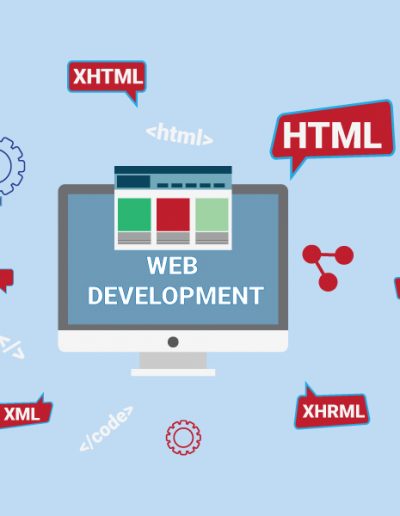 XHTML
<html>
HTML
WEB
DEVELOPMENT
</>
XML
</code>
XHRML